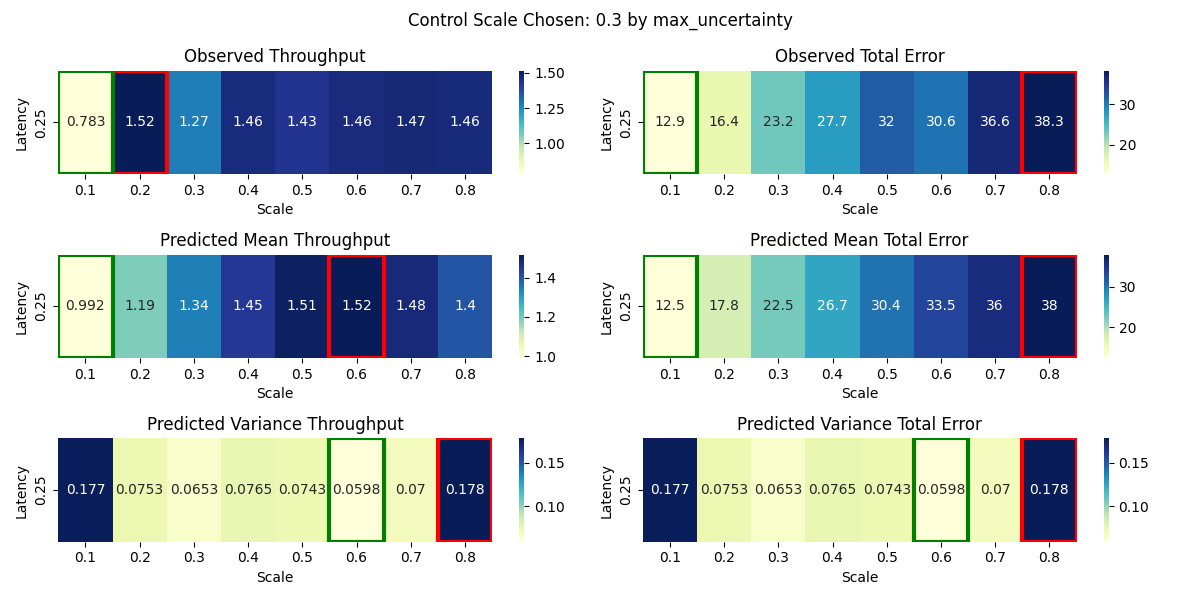 Control Scale Chosen: 0.3 by max_uncertainty
Observed Throughput
Latency
0.25
0.783 1.52 1.27 1.46 1.43 1.46 1.47 1.46
0.1 0.2 0.3 0.4 0.5 0.6 0.7 0.8
Scale
1.50
1.25
1.00
Observed Total Error
Latency
0.25
12.9 16.4 23.2 27.7 32 30.6 36.6 38.3
0.1 0.2 0.3 0.4 0.5 0.6 0.7 0.8
Scale
30
20
Predicted Mean Throughput
Latency
0.25
0.992 1.19 1.34 1.45 1.51 1.52 1.48 1.4
0.1 0.2 0.3 0.4 0.5 0.6 0.7 0.8
Scale
1.4
1.2
1.0
Predicted Mean Total Error
Latency
0.25
12.5 17.8 22.5 26.7 30.4 33.5 36 38
0.1 0.2 0.3 0.4 0.5 0.6 0.7 0.8
Scale
30
20
Predicted Variance Throughput
Latency
0.25
0.177 0.0753 0.0653 0.0765 0.0743 0.0598 0.07 0.178
0.1 0.2 0.3 0.4 0.5 0.6 0.7 0.8
Scale
0.15
0.10
Predicted Variance Total Error
Latency
0.25
0.177 0.0753 0.0653 0.0765 0.0743 0.0598 0.07 0.178
0.1 0.2 0.3 0.4 0.5 0.6 0.7 0.8
Scale
0.15
0.10